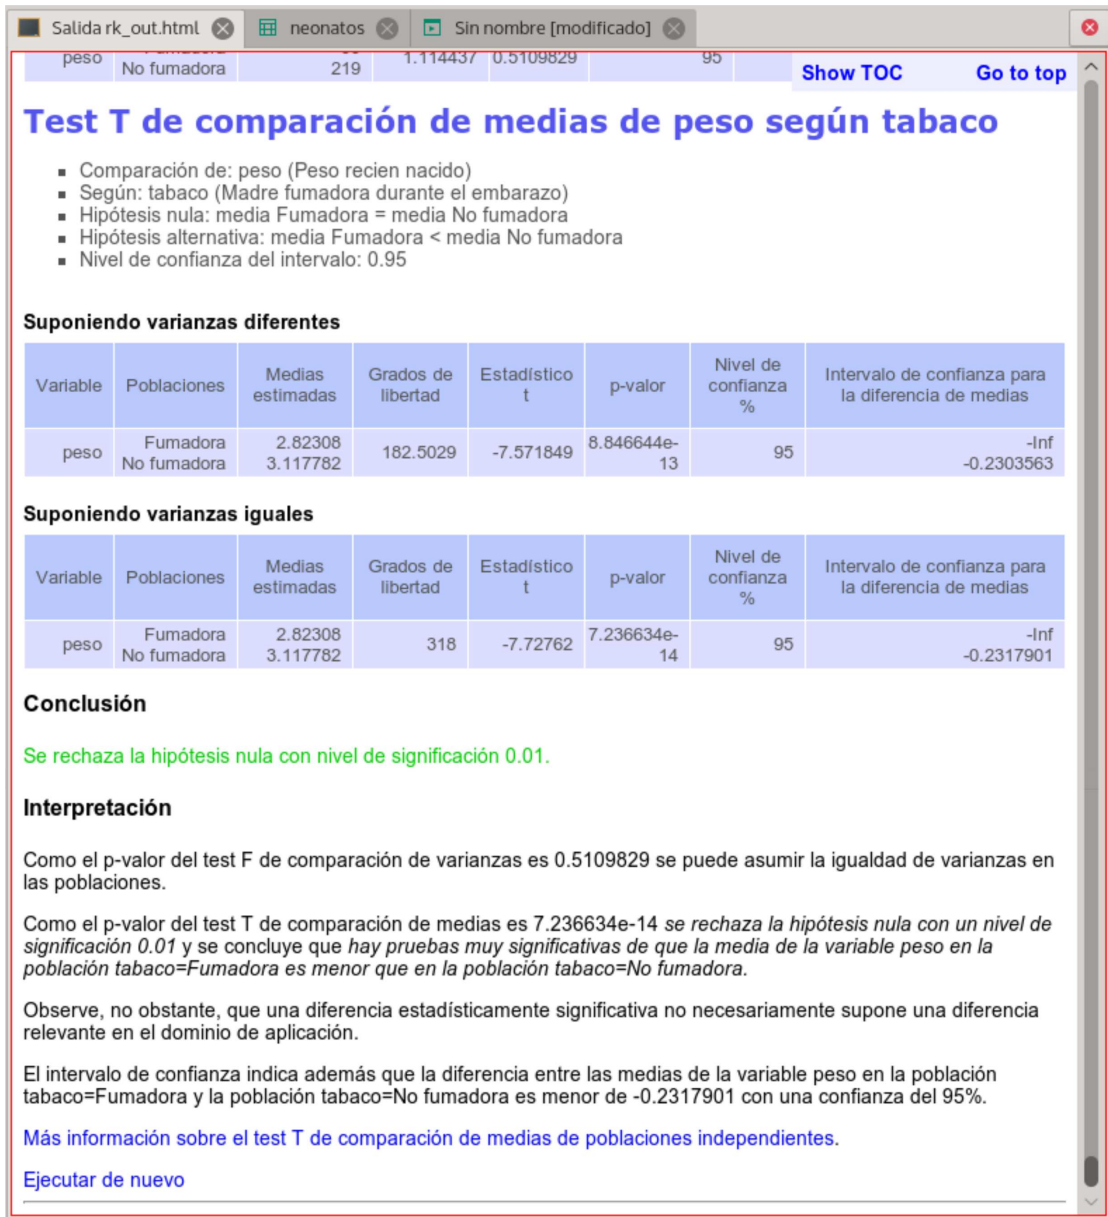 Salida rk_out.html
neonatos
Sin nombre [modificado]
peso
No fumadora
219
1.114437
0.5109829
95
Show TOC
Go to top
Test T de comparación de medias de peso según tabaco
Comparación de: peso (Peso recien nacido)
Según: tabaco (Madre fumadora durante el embarazo)
Hipótesis nula: media Fumadora = media No fumadora
Hipótesis alternativa: media Fumadora < media No fumadora
Nivel de confianza del intervalo: 0.95
Suponiendo varianzas diferentes
Variable Poblaciones Medias estimadas Grados de libertad Estadístico t p-valor Nivel de confianza % Intervalo de confianza para la diferencia de medias
peso Fumadora No fumadora 2.82308 3.117782 182.5029 -7.571849 8.846644e-13 95 -Inf -0.2303563
Suponiendo varianzas iguales
Variable Poblaciones Medias estimadas Grados de libertad Estadístico t p-valor Nivel de confianza % Intervalo de confianza para la diferencia de medias
peso Fumadora No fumadora 2.82308 3.117782 318 -7.72762 7.236634e-14 95 -Inf -0.2317901
Conclusión
Se rechaza la hipótesis nula con nivel de significación 0.01.
Interpretación
Como el p-valor del test F de comparación de varianzas es 0.5109829 se puede asumir la igualdad de varianzas en
las poblaciones.
Como el p-valor del test T de comparación de medias es 7.236634e-14 se rechaza la hipótesis nula con un nivel de
significación 0.01 y se concluye que hay pruebas muy significativas de que la media de la variable peso en la
población tabaco=Fumadora es menor que en la población tabaco=No fumadora.
Observe, no obstante, que una diferencia estadísticamente significativa no necesariamente supone una diferencia
relevante en el dominio de aplicación.
El intervalo de confianza indica además que la diferencia entre las medias de la variable peso en la población
tabaco=Fumadora y la población tabaco=No fumadora es menor de -0.2317901 con una confianza del 95%.
Más información sobre el test T de comparación de medias de poblaciones independientes.
Ejecutar de nuevo